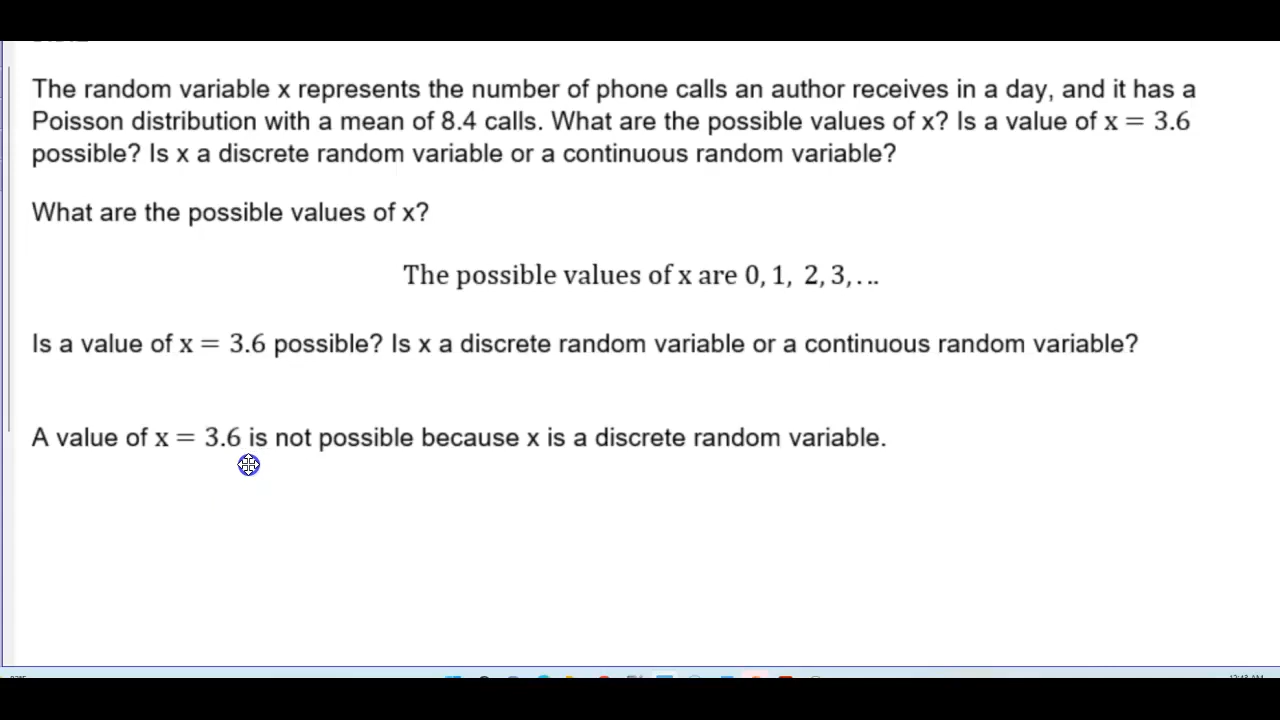 The random variable x represents the number of phone calls an author receives in a day, and it has a
Poisson distribution with a mean of 8.4 calls. What are the possible values of x? Is a value of x = 3.6
possible? Is x a discrete random variable or a continuous random variable?
What are the possible values of x?
The possible values of x are 0, 1, 2, 3, . ..
Is a value of x = 3.6 possible? Is x a discrete random variable or a continuous random variable?
A value of x = 3.6 is not possible because x is a discrete random variable.